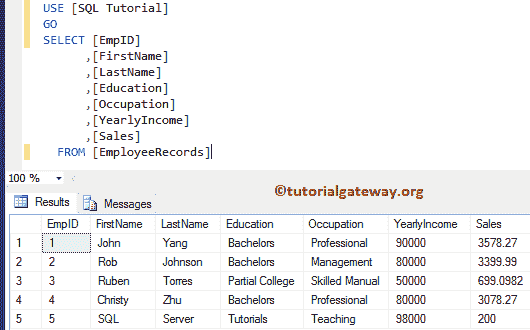 USE [SQL Tutorial]
GO
SELECT [EmpID]
,[FirstName]
,[LastName]
,[Education]
,[Occupation]
,[YearlyIncome]
,[Sales]
FROM [EmployeeRecords]
100 %
©tutorialgateway.org
Results Messages
EmpID FirstName LastName Education Occupation YearlyIncome Sales
1 1 John Yang Bachelors Professional 90000 3578.27
2 2 Rob Johnson Bachelors Management 80000 3399.99
3 3 Ruben Torres Partial College Skilled Manual 50000 699.0982
4 4 Christy Zhu Bachelors Professional 80000 3078.27
5 5 SQL Server Tutorials Teaching 98000 200